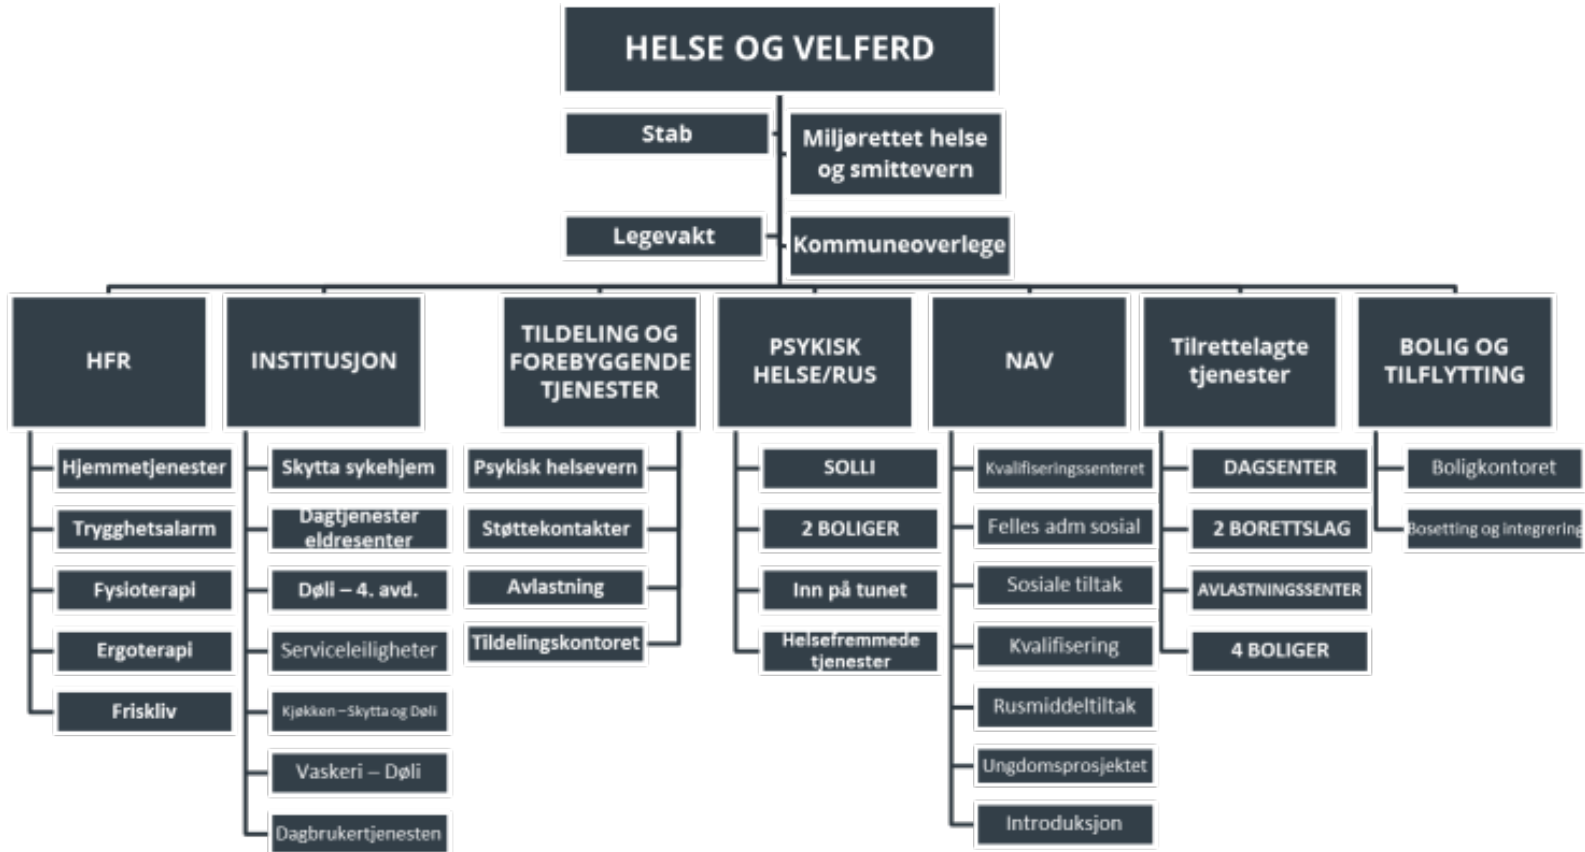 HELSE OG VELFERD
Stab
Miljørettet helse
og smittevern
Legevakt
Kommuneoverlege
HFR
Hjemmetjenester
Trygghetsalarm
Fysioterapi
Ergoterapi
Friskliv
INSTITUSJON
Skytta sykehjem
Dagtjenester
eldresenter
Døli – 4. avd.
Serviceleiligheter
Kjøkken – Skytta og Døli
Vaskeri – Døli
Dagbrukertjenesten
TILDELING OG
FOREBYGGENDE
TJENESTER
Psykisk helsevern
Støttekontakter
Avlastning
Tildelingskontoret
PSYKISK
HELSE/RUS
SOLLI
2 BOLIGER
Inn på tunet
Helsefremmede
tjenester
NAV
Kvalifiseringssenteret
Felles adm sosial
Sosiale tiltak
Kvalifisering
Rusmiddeltiltak
Ungdomsprosjektet
Introduksjon
Tilrettelagte
tjenester
DAGSENTER
2 BORETTSLAG
AVLASTNINGSSENTER
4 BOLIGER
BOLIG OG
TILFLYTTING
Boligkontoret
Bosetting og integrering